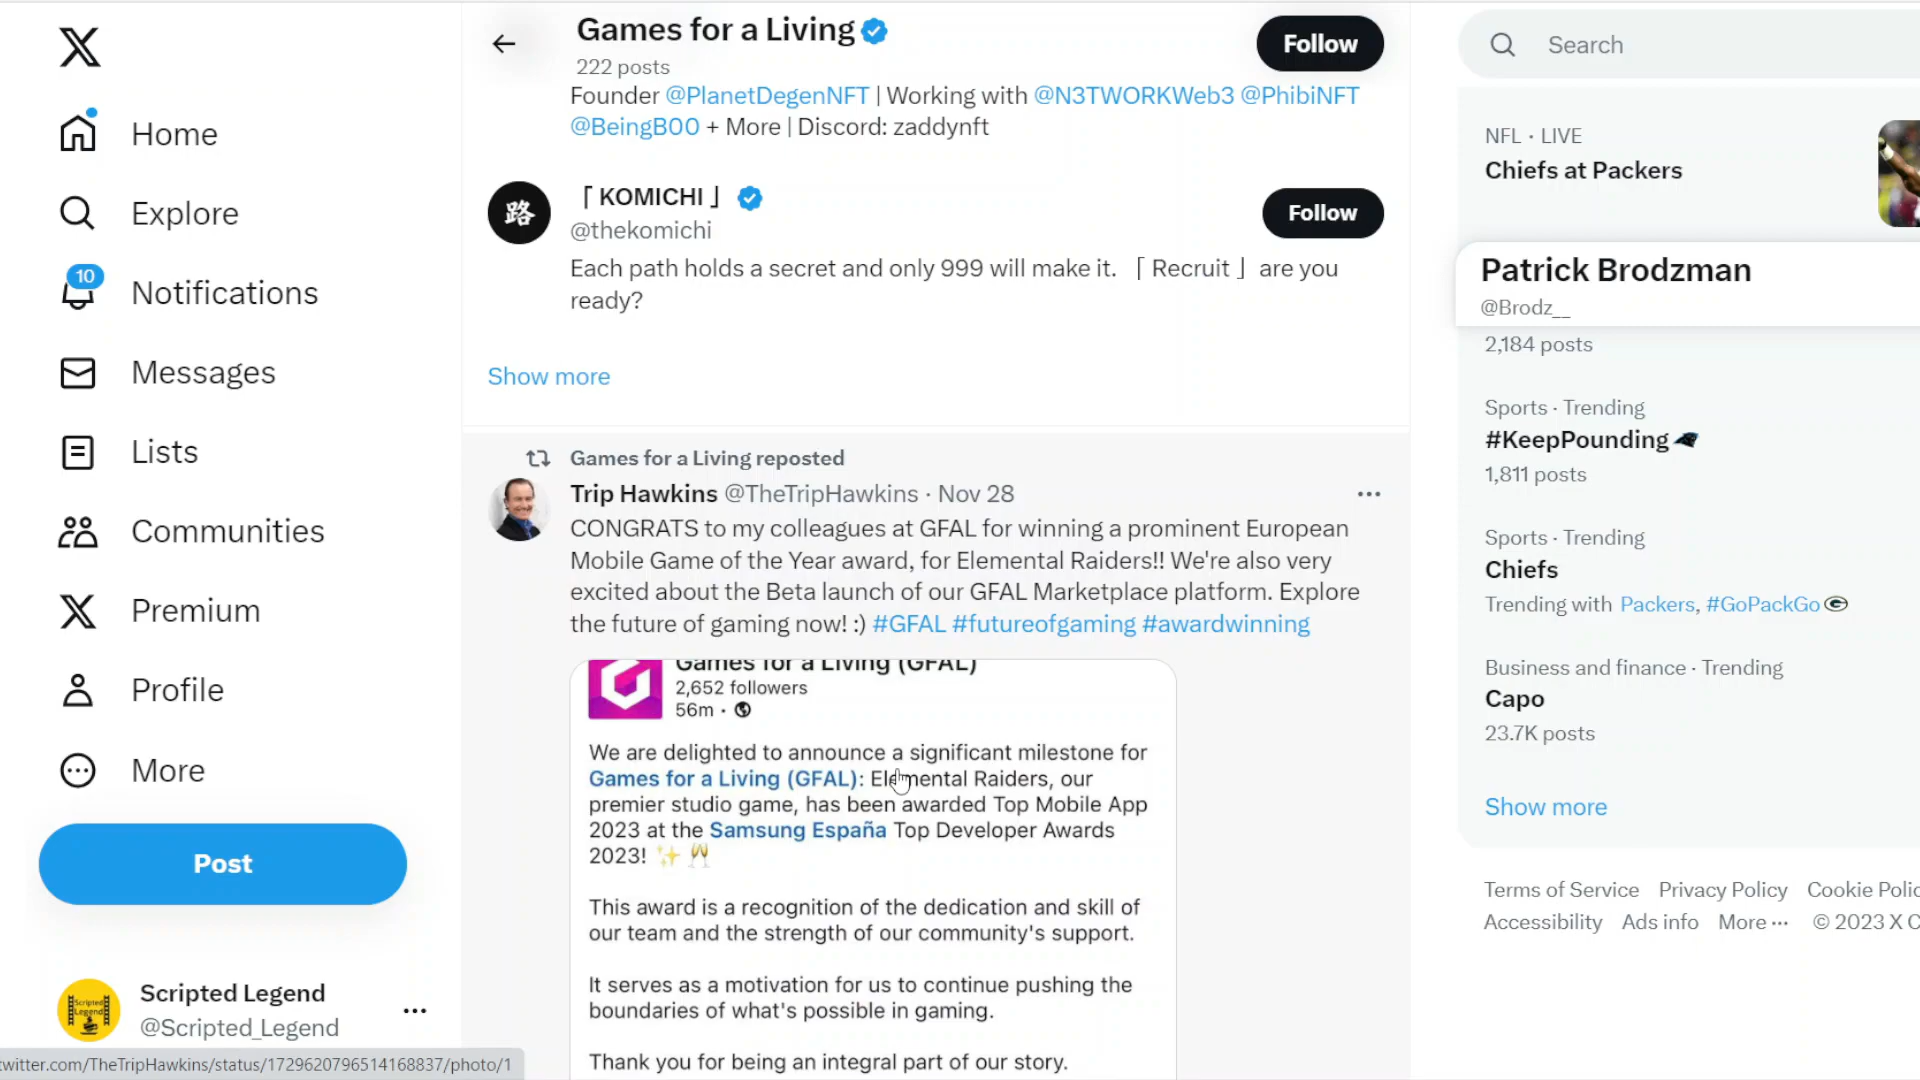 Home
Explore
10
Notifications
Messages
Lists
Communities
Premium
Profile
More
Post
Scripted Legend
@Scripted_Legend
twitter.com/TheTripHawkins/status/1729620796514168837/photo/1
Games for a Living
222 posts
Follow
Founder @PlanetDegenNFT | Working with @N3TWORKWeb3 @PhibiNFT
@BeingB00 + More | Discord: zaddynft
路
「 KOMICHI 」
@thekomichi
Follow
Each path holds a secret and only 999 will make it. 「 Recruit 」 are you
ready?
Show more
Games for a Living reposted
Trip Hawkins @TheTripHawkins · Nov 28
CONGRATS to my colleagues at GFAL for winning a prominent European
Mobile Game of the Year award, for Elemental Raiders!! We're also very
excited about the Beta launch of our GFAL Marketplace platform. Explore
the future of gaming now! :) #GFAL #futureofgaming #awardwinning
Games for a Living (GFAL)
2,652 followers
56m ·
We are delighted to announce a significant milestone for
Games for a Living (GFAL): Elemental Raiders, our
premier studio game, has been awarded Top Mobile App
2023 at the Samsung España Top Developer Awards
2023! ✨ 🥂
This award is a recognition of the dedication and skill of
our team and the strength of our community's support.
It serves as a motivation for us to continue pushing the
boundaries of what's possible in gaming.
Thank you for being an integral part of our story.
Search
NFL · LIVE
Chiefs at Packers
Patrick Brodzman
@Brodz__
2,184 posts
Sports · Trending
#KeepPounding
1,811 posts
Sports · Trending
Chiefs
Trending with Packers, #GoPackGo
Business and finance · Trending
Capo
23.7K posts
Show more
Terms of Service Privacy Policy Cookie Polic
Accessibility Ads info More ··· © 2023 X C